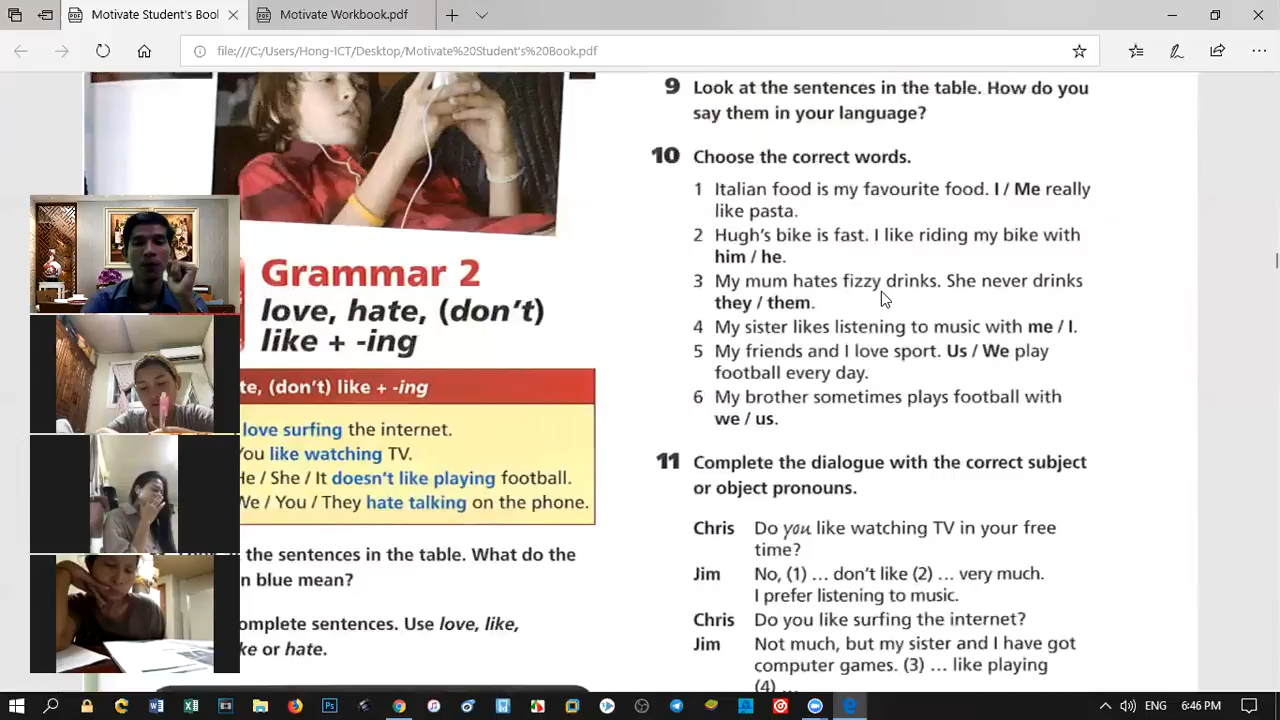 Motivate Student's Boo
Motivate Workbook.pdf
file:///C:/Users/Hong-ICT/Desktop/Motivate%20Student's%20Book.pdf
Grammar 2
love, hate, (don't)
like + -ing
te, (don't) like + -ing
love surfing the internet.
You like watching TV.
He / She / It doesn't like playing football.
We / You / They hate talking on the phone.
the sentences in the table. What do the
n blue mean?
omplete sentences. Use love, like,
ke or hate.
9 Look at the sentences in the table. How do you
say them in your language?
10 Choose the correct words.
1 Italian food is my favourite food. I / Me really
like pasta.
2 Hugh's bike is fast. I like riding my bike with
him / he.
3 My mum hates fizzy drinks. She never drinks
they / them.
4 My sister likes listening to music with me / I.
5 My friends and I love sport. Us / We play
football every day.
6 My brother sometimes plays football with
we / us.
11 Complete the dialogue with the correct subject
or object pronouns.
Chris Do you like watching TV in your free
time?
Jim No, (1) … don't like (2) … very much.
I prefer listening to music.
Chris Do you like surfing the internet?
Jim Not much, but my sister and I have got
computer games. (3) … like playing
(4) …
ENG 6:46 PM